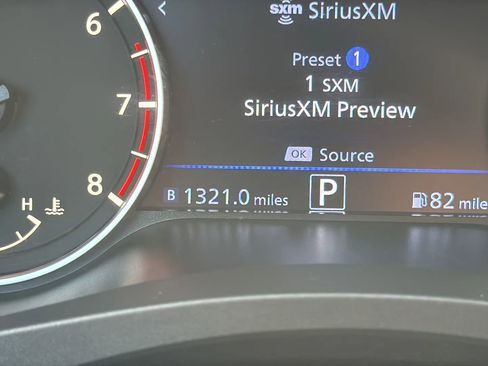 6
7
8
H
‹
sxm SiriusXM
Preset 1
1 SXM
SiriusXM Preview
OK Source
B 1321.0 miles
P
82 mile